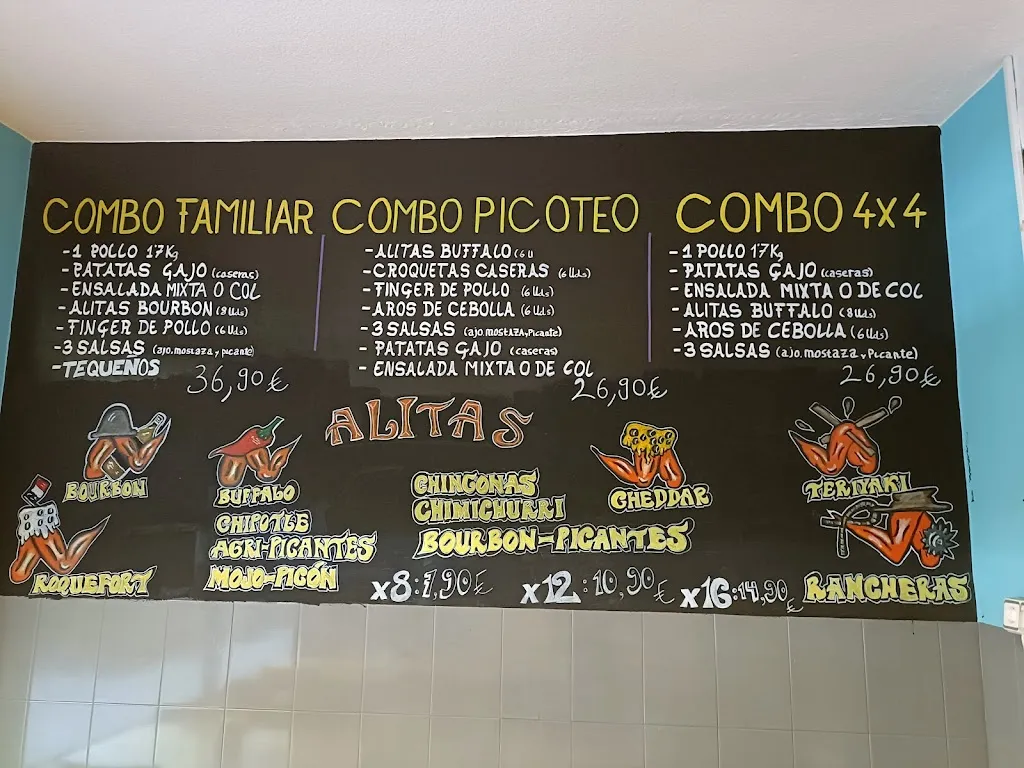 COMBO FAMILIAR
-1 POLLO 1'7Kg
-PATATAS GAJO (caseras)
-ENSALADA MIXTA O COL
-ALITAS BOURBON (8 Uds)
-FINGER DE POLLO (6 Uds)
-3 SALSAS (ajo, mostaza y picante)
-TEQUEÑOS
36,90€
COMBO PICOTEO
-ALITAS BUFFALO (6 U
-CROQUETAS CASERAS (6 Uds)
-FINGER DE POLLO (6 Uds)
-AROS DE CEBOLLA (6 Uds)
-3 SALSAS (ajo, mostaza, y Picante)
-PATATAS GAJO (caseras)
-ENSALADA MIXTA O DE COL
26,90€
COMBO 4X4
-1 POLLO 1'7Kg
-PATATAS GAJO (caseras)
-ENSALADA MIXTA O DE COL
-ALITAS BUFFALO (8 Uds)
-AROS DE CEBOLLA (6 Uds)
-3 SALSAS (ajo, mostaza, y Picante)
26,90€
ALITAS
BOURBON
ROQUEFORT
BUFFALO
CHIPOTLE
AGRI-PICANTES
MOJO-PICÓN
CHINGONAS
CHIMICHURRI
BOURBON-PICANTES
CHEDDAR
TERIYAKI
RANCHERAS
X8:7,90€
X12:10,90€
X16:14,90€